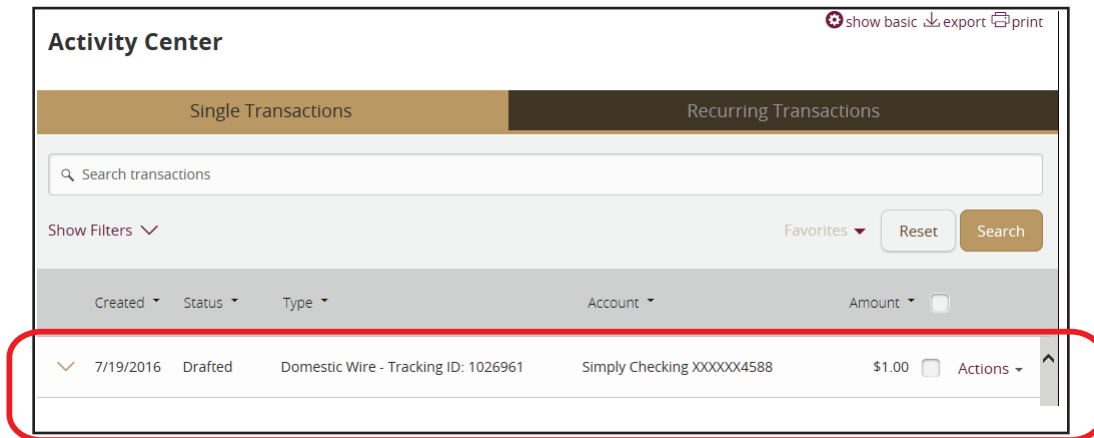 show basic export print
Activity Center
Single Transactions Recurring Transactions
Search transactions
Show Filters Favorites Reset Search
Created Status Type Account Amount
7/19/2016 Drafted Domestic Wire - Tracking ID: 1026961 Simply Checking XXXXXX4588 $1.00 Actions